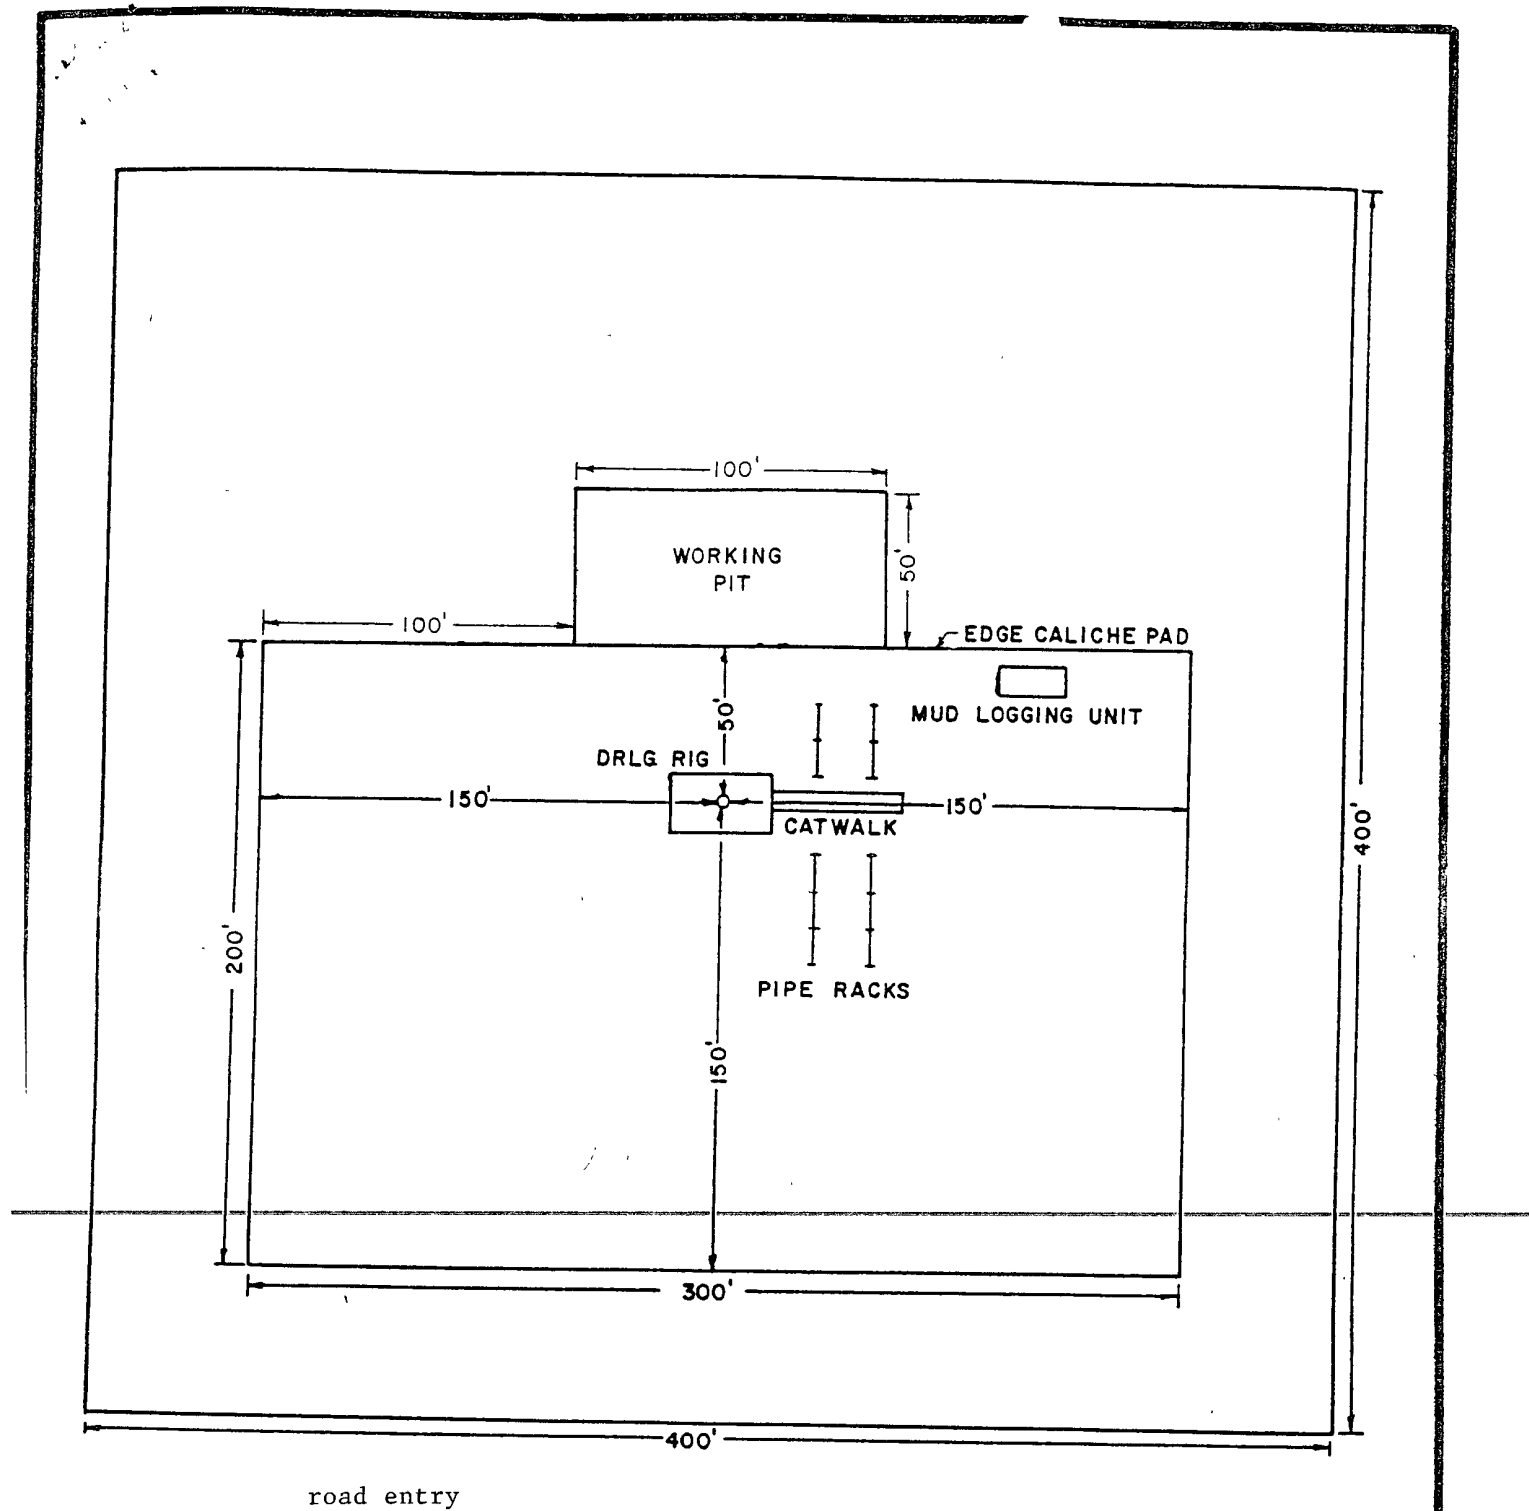 100'
WORKING
PIT
50'
100'
EDGE CALICHE PAD
MUD LOGGING UNIT
50'
DRLG RIG
150'
150'
CATWALK
400'
200'
PIPE RACKS
150'
300'
400'
road entry